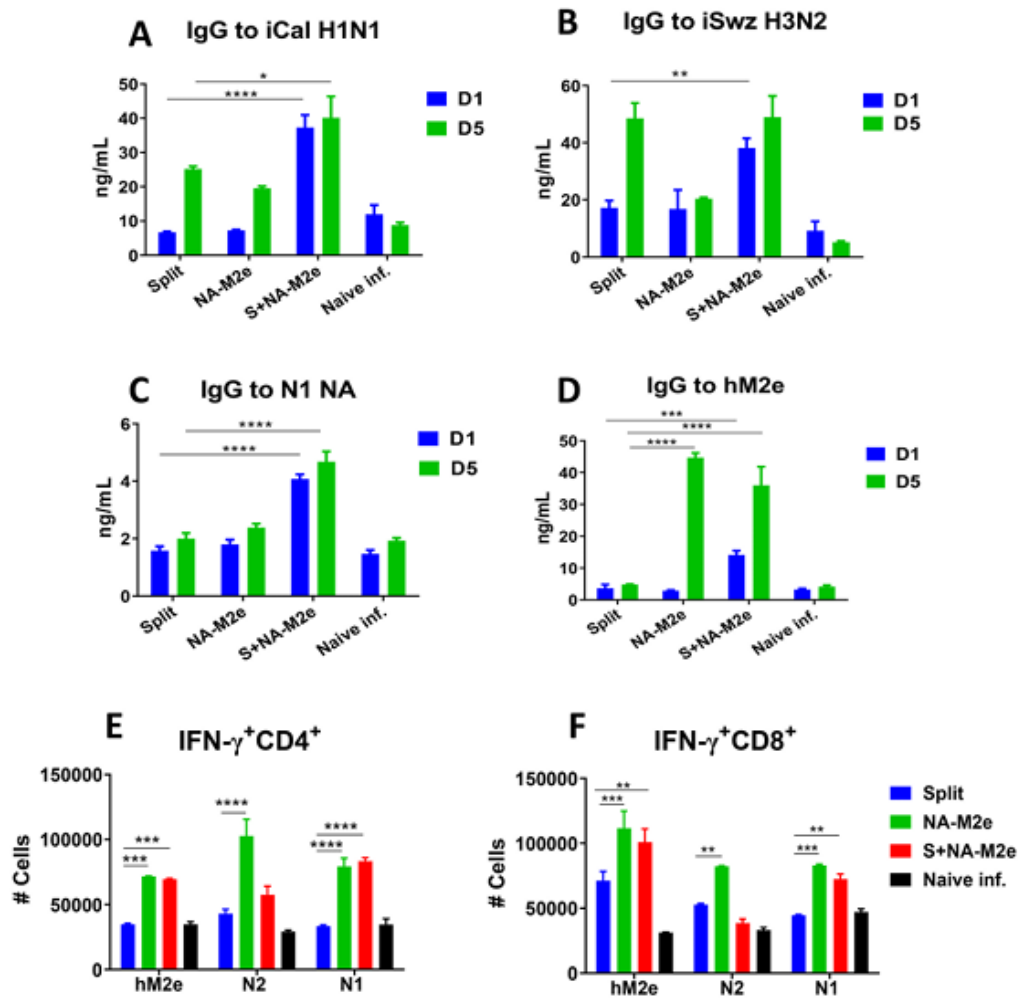 A IgG to iCal H1N1
ng/mL
50
40
30
20
10
0
*
****
D1
D5
Split
NA-M2e
S+NA-M2e
Naive inf.
B IgG to iSwz H3N2
ng/mL
60
40
20
0
**
D1
D5
Split
NA-M2e
S+NA-M2e
Naive inf.
C IgG to N1 NA
ng/mL
6
4
2
0
****
****
D1
D5
Split
NA-M2e
S+NA-M2e
Naive inf.
D IgG to hM2e
ng/mL
50
40
30
20
10
0
***
****
****
D1
D5
Split
NA-M2e
S+NA-M2e
Naive inf.
E IFN-γ⁺CD4⁺
# Cells
150000
100000
50000
0
***
***
****
****
****
hM2e N2 N1
F IFN-γ⁺CD8⁺
# Cells
150000
100000
50000
0
**
***
**
**
***
hM2e N2 N1
Split
NA-M2e
S+NA-M2e
Naive inf.